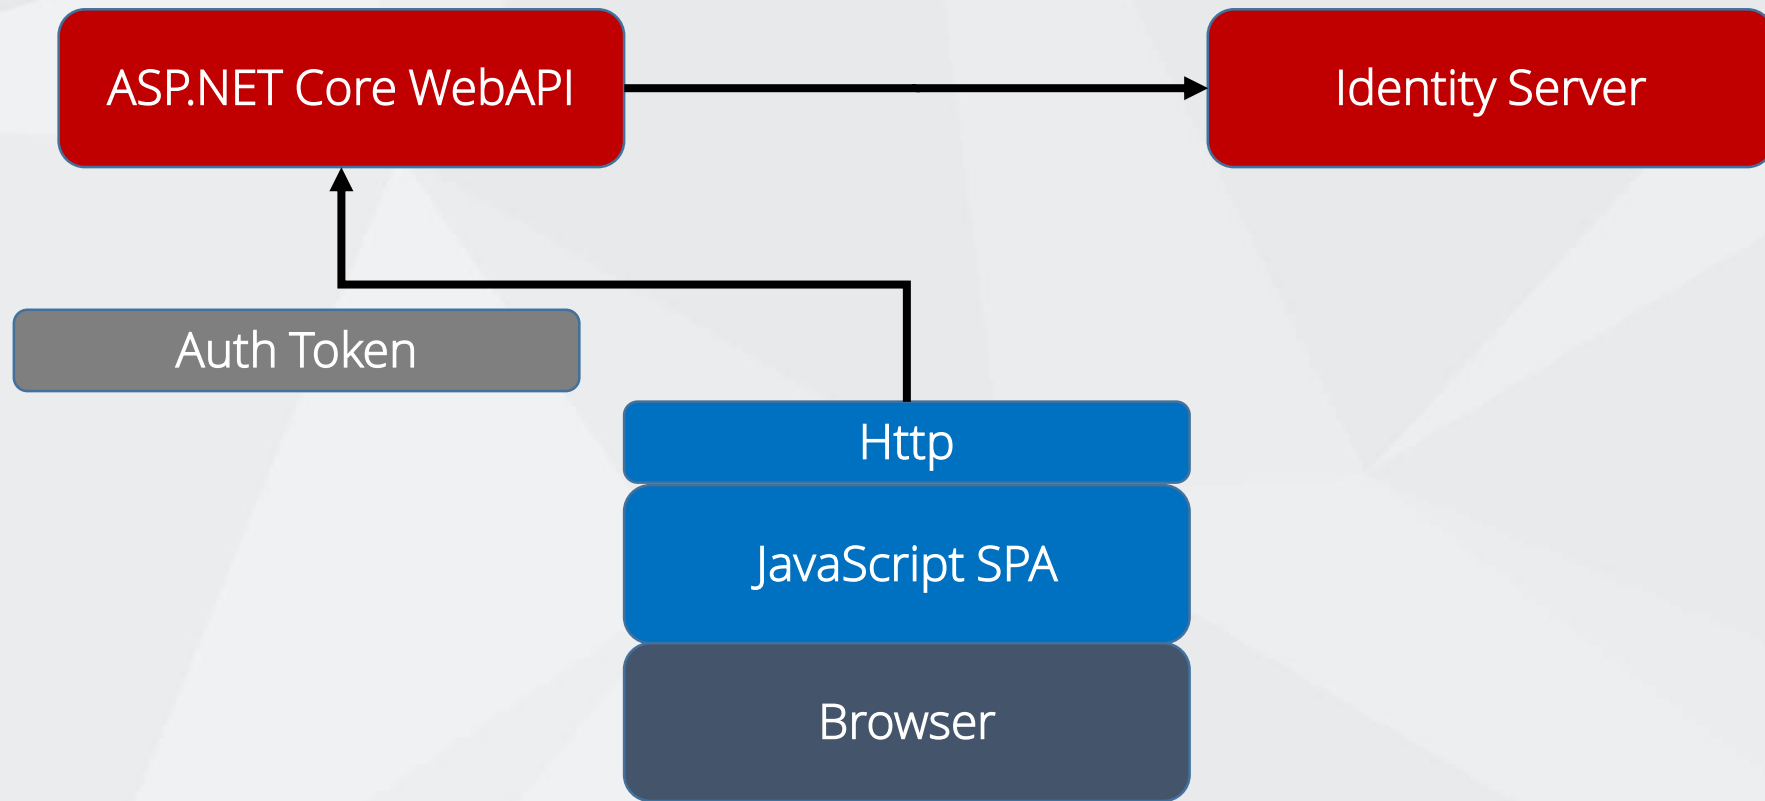 ASP.NET Core WebAPI
Identity Server
Auth Token
Http
JavaScript SPA
Browser